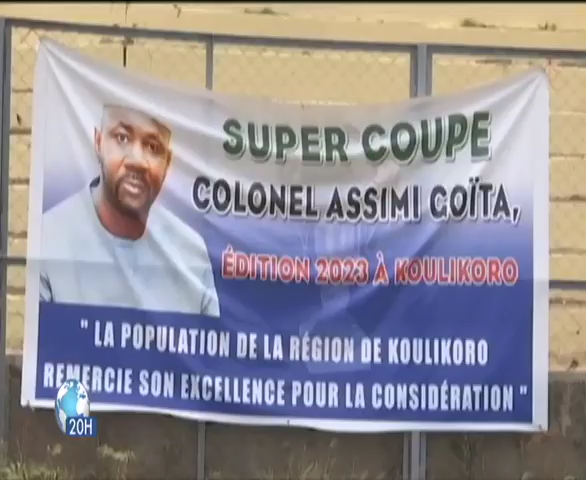 SUPER COUPE
COLONEL ASSIMI GOÏTA,
ÉDITION 2023 À KOULIKORO
" LA POPULATION DE LA RÉGION DE KOULIKORO
REMERCIE SON EXCELLENCE POUR LA CONSIDÉRATION "
20H